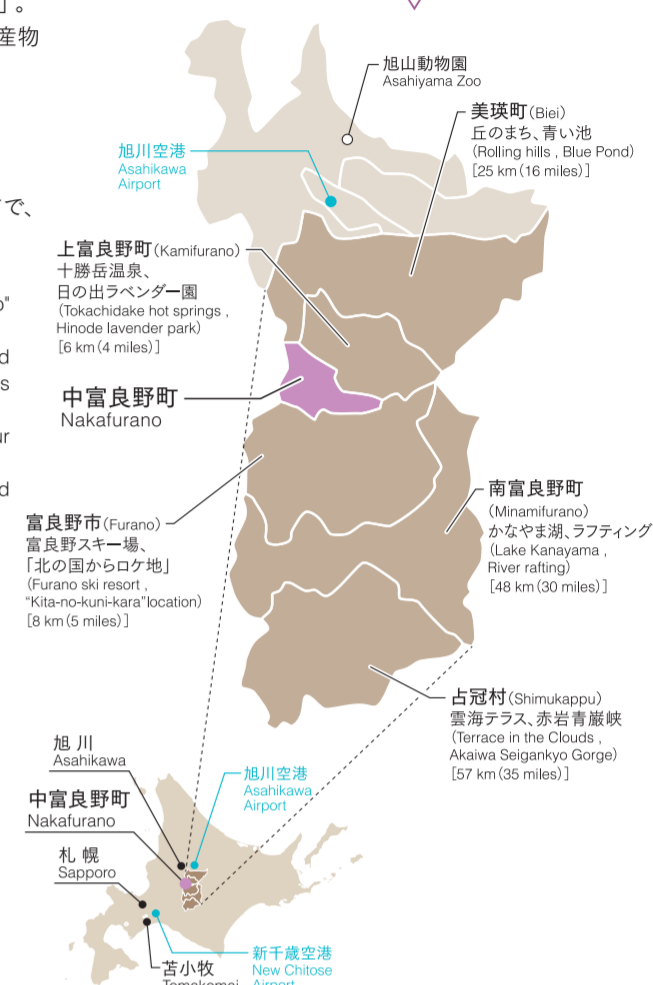 」。
産物
で、
旭山動物園
Asahiyama Zoo
美瑛町(Biei)
丘のまち、青い池
(Rolling hills , Blue Pond)
[25 km(16 miles)]
旭川空港
Asahikawa
Airport
上富良野町(Kamifurano)
十勝岳温泉、
日の出ラベンダー園
(Tokachidake hot springs ,
Hinode lavender park)
[6 km(4 miles)]
中富良野町
Nakafurano
富良野市(Furano)
富良野スキー場、
「北の国からロケ地」
(Furano ski resort ,
"Kita-no-kuni-kara"location)
[8 km(5 miles)]
南富良野町
(Minamifurano)
かなやま湖、ラフティング
(Lake Kanayama ,
River rafting)
[48 km(30 miles)]
占冠村(Shimukappu)
雲海テラス、赤岩青巌峡
(Terrace in the Clouds ,
Akaiwa Seigankyo Gorge)
[57 km(35 miles)]
旭川
Asahikawa
中富良野町
Nakafurano
札幌
Sapporo
旭川空港
Asahikawa
Airport
新千歳空港
New Chitose
Airport
苫小牧
Tomakomai